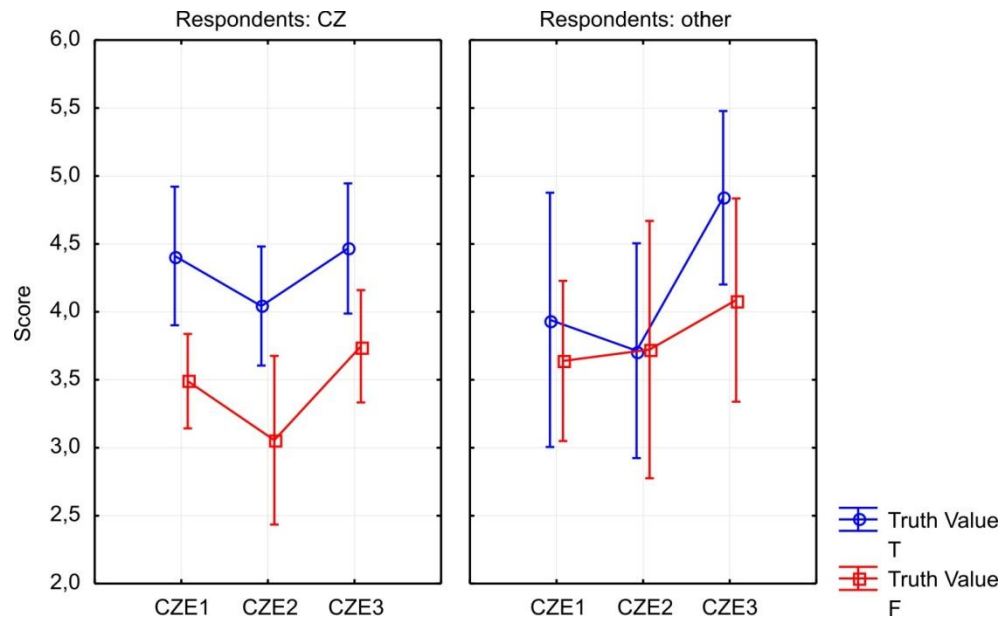 Respondents: CZ
Respondents: other
Score
6,0
5,5
5,0
4,5
4,0
3,5
3,0
2,5
2,0
CZE1 CZE2 CZE3
CZE1 CZE2 CZE3
Truth Value
T
Truth Value
F